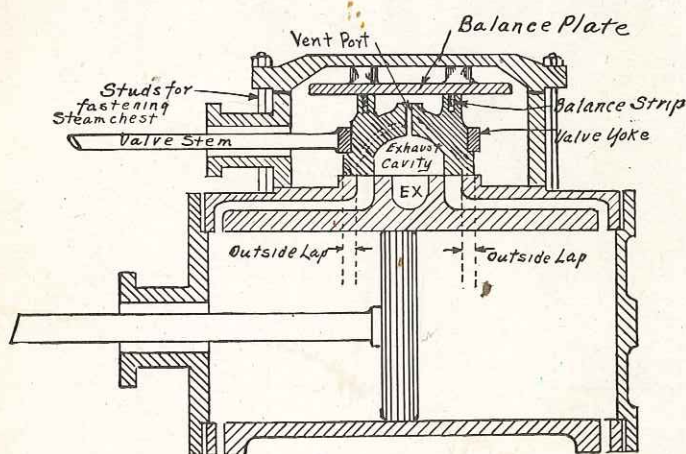 Vent Port
Balance Plate
Studs for
fastening
Steamchest
Balance Strip
Valve Stem
Valve Yoke
Exhaust
Cavity
EX
Outside Lap
Outside Lap